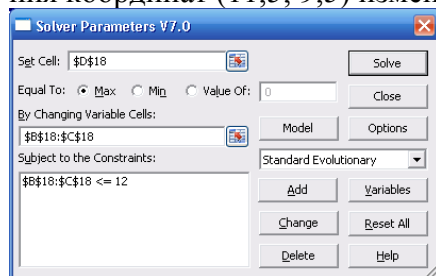 ния координат (11,5; 9,5) измен
Solver Parameters V7.0
Set Cell: $D$18
Solve
Equal To: Max Min Value Of: 0
Close
By Changing Variable Cells:
$B$18:$C$18
Model Options
Subject to the Constraints:
Standard Evolutionary
$B$18:$C$18 <= 12
Add Variables
Change Reset All
Delete Help